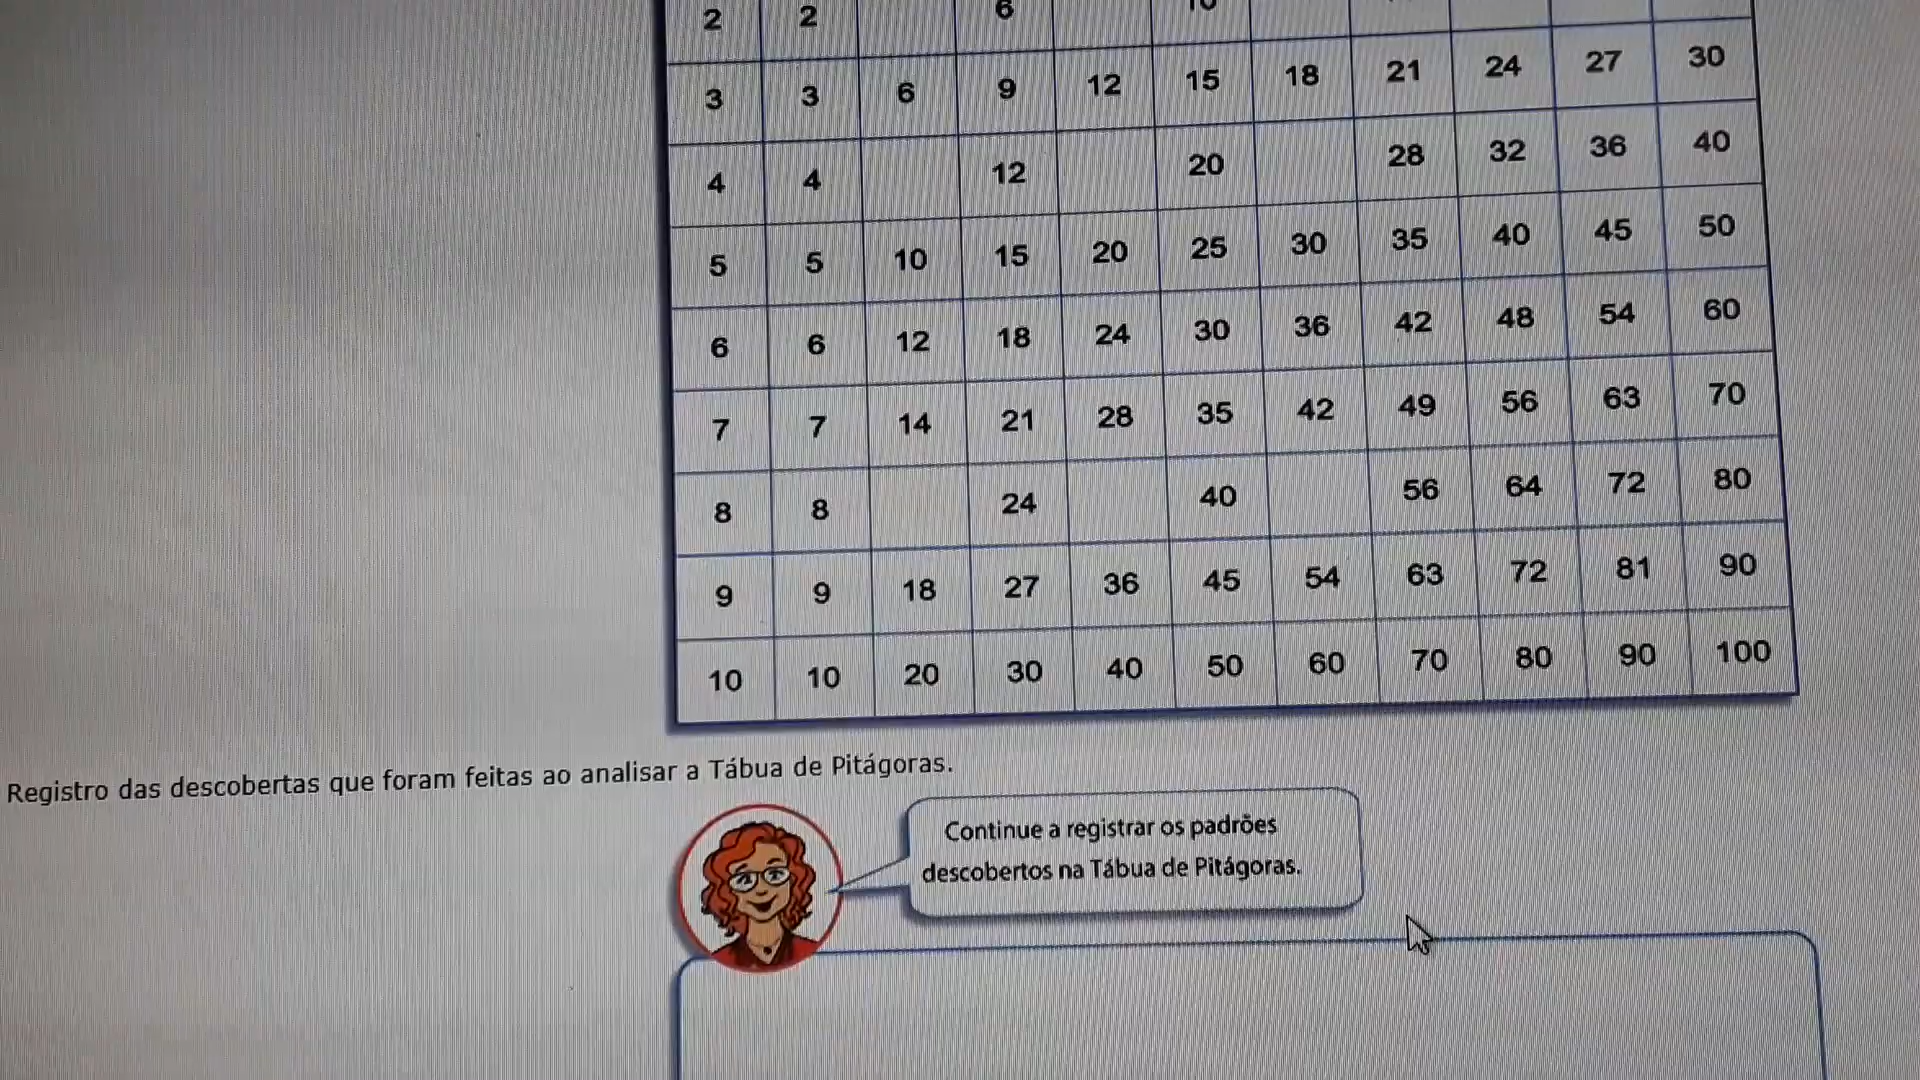 2 2 6 10
3 3 6 9 12 15 18 21 24 27 30
4 4 12 20 28 32 36 40
5 5 10 15 20 25 30 35 40 45 50
6 6 12 18 24 30 36 42 48 54 60
7 7 14 21 28 35 42 49 56 63 70
8 8 24 40 56 64 72 80
9 9 18 27 36 45 54 63 72 81 90
10 10 20 30 40 50 60 70 80 90 100
Registro das descobertas que foram feitas ao analisar a Tábua de Pitágoras.
Continue a registrar os padrões
descobertos na Tábua de Pitágoras.